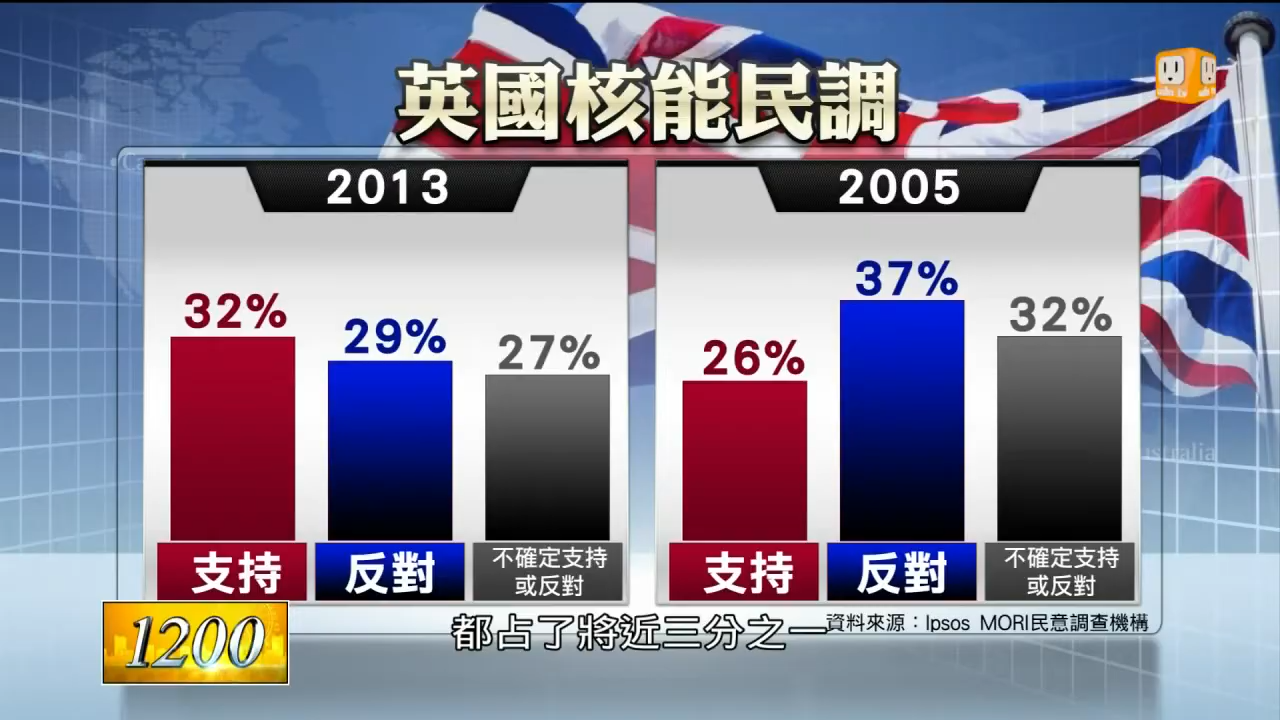 英國核能民調
2013
2005
32%
29%
27%
26%
37%
32%
支持
反對
不確定支持
或反對
支持
反對
不確定支持
或反對
資料來源：Ipsos MORI民意調查機構
都占了將近三分之一
1200